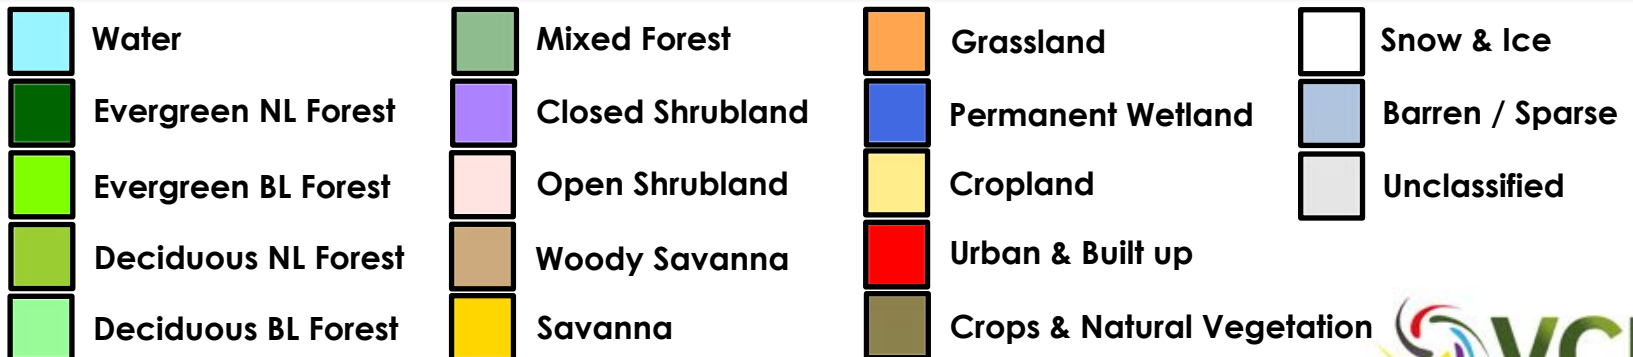 Water
Evergreen NL Forest
Evergreen BL Forest
Deciduous NL Forest
Deciduous BL Forest
Mixed Forest
Closed Shrubland
Open Shrubland
Woody Savanna
Savanna
Grassland
Permanent Wetland
Cropland
Urban & Built up
Crops & Natural Vegetation
Snow & Ice
Barren / Sparse
Unclassified